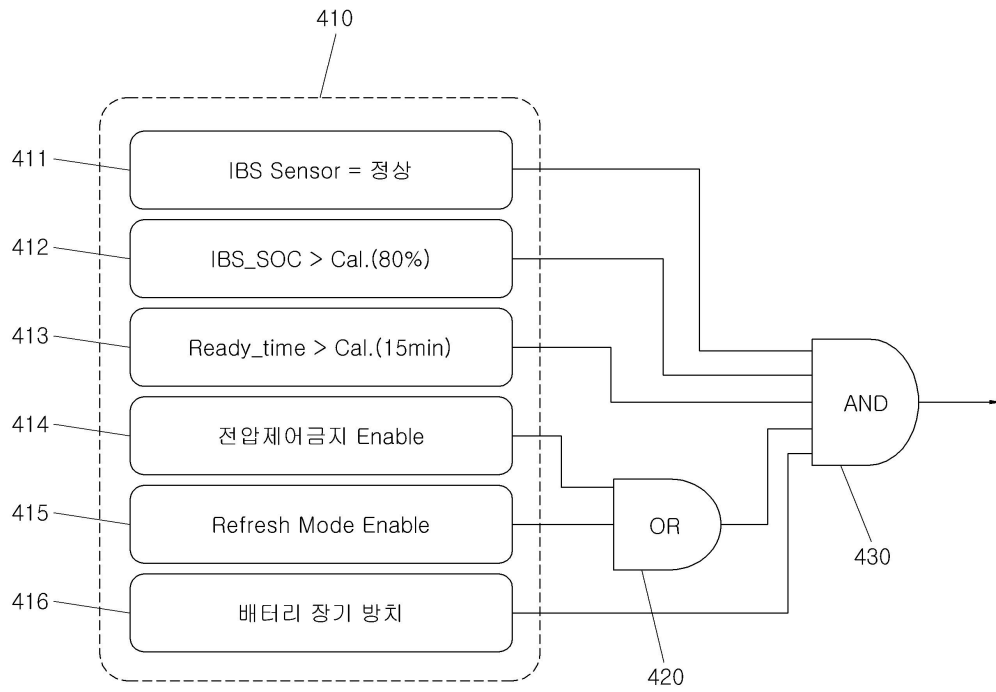 410
411
IBS Sensor = 정상
412
IBS_SOC > Cal.(80%)
413
Ready_time > Cal.(15min)
AND
414
전압제어금지 Enable
415
Refresh Mode Enable
OR
430
416
배터리 장기 방치
420